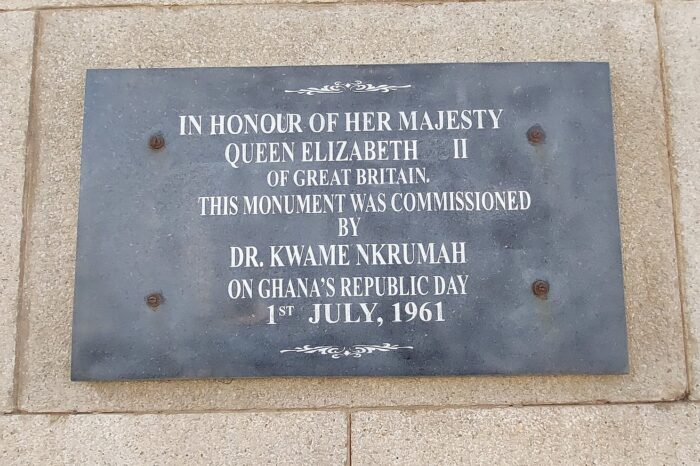 IN HONOUR OF HER MAJESTY
QUEEN ELIZABETH II
OF GREAT BRITAIN.
THIS MONUMENT WAS COMMISSIONED
BY
DR. KWAME NKRUMAH
ON GHANA'S REPUBLIC DAY
1ST JULY, 1961